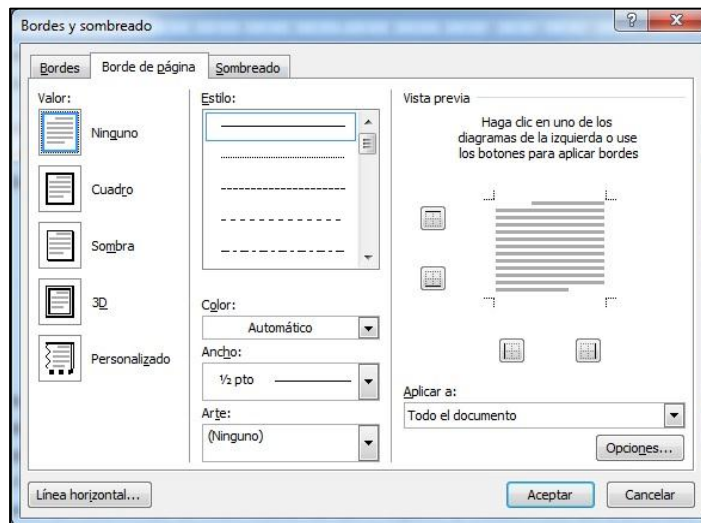 Bordes y sombreado
?
Bordes
Borde de página
Sombreado
Valor:
Ninguno
Cuadro
Sombra
3D
Personalizado
Estilo:
Color:
Automático
Ancho:
½ pto
Arte:
(Ninguno)
Vista previa
Haga clic en uno de los
diagramas de la izquierda o use
los botones para aplicar bordes
Aplicar a:
Todo el documento
Opciones...
Línea horizontal...
Aceptar
Cancelar